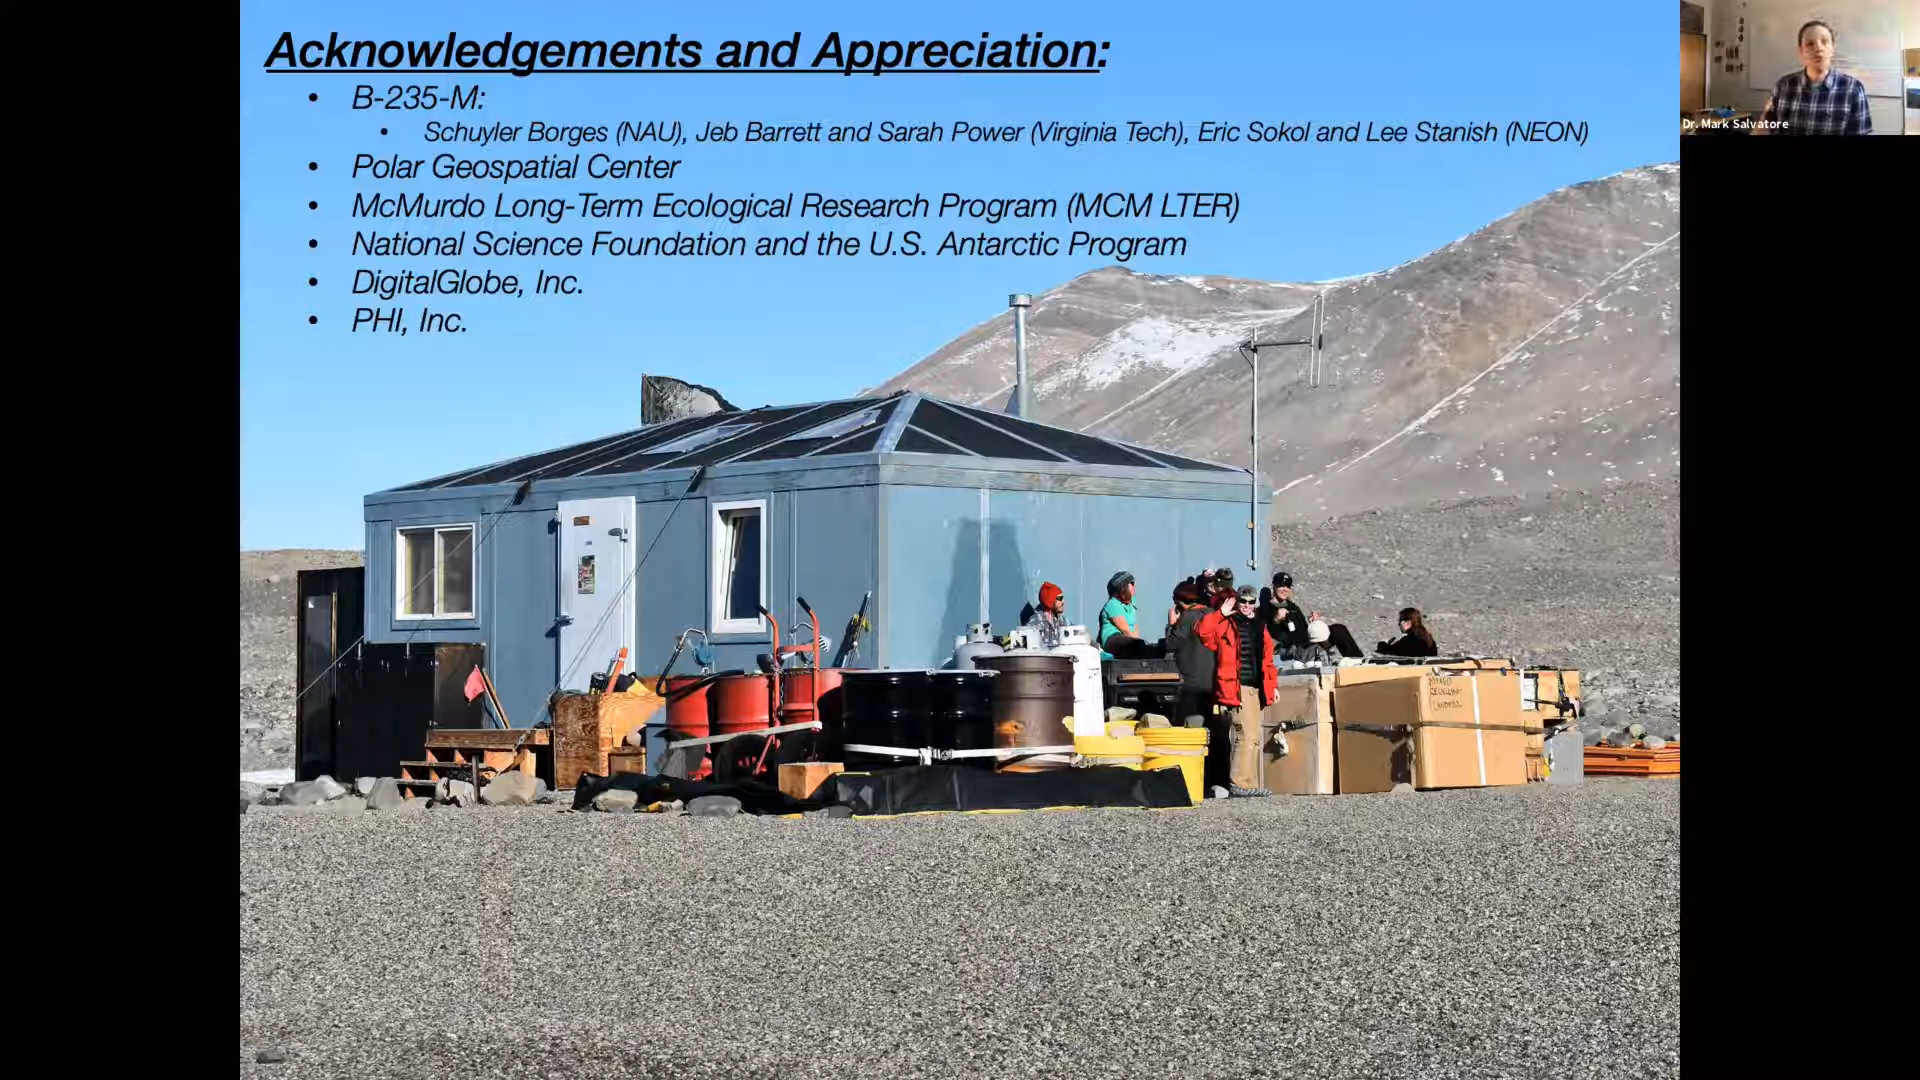 Acknowledgements and Appreciation:
• B-235-M:
• Schuyler Borges (NAU), Jeb Barrett and Sarah Power (Virginia Tech), Eric Sokol and Lee Stanish (NEON)
• Polar Geospatial Center
• McMurdo Long-Term Ecological Research Program (MCM LTER)
• National Science Foundation and the U.S. Antarctic Program
• DigitalGlobe, Inc.
• PHI, Inc.
Dr. Mark Salvatore
MIXED